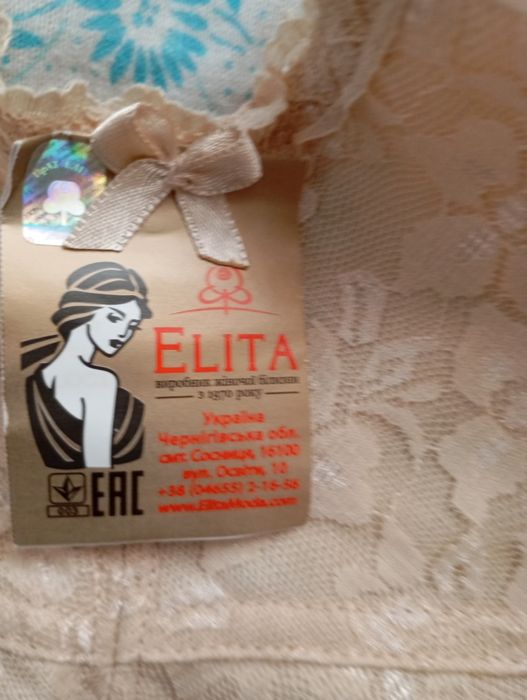 ELITA
виробник жіночої білизни
з 1970 року
Україна
Чернігівська обл.
смт. Сосниця, 16100
вул. Освіти, 10
+38 (04655) 2-16-56
www.ElitaModa.com
003
EAC